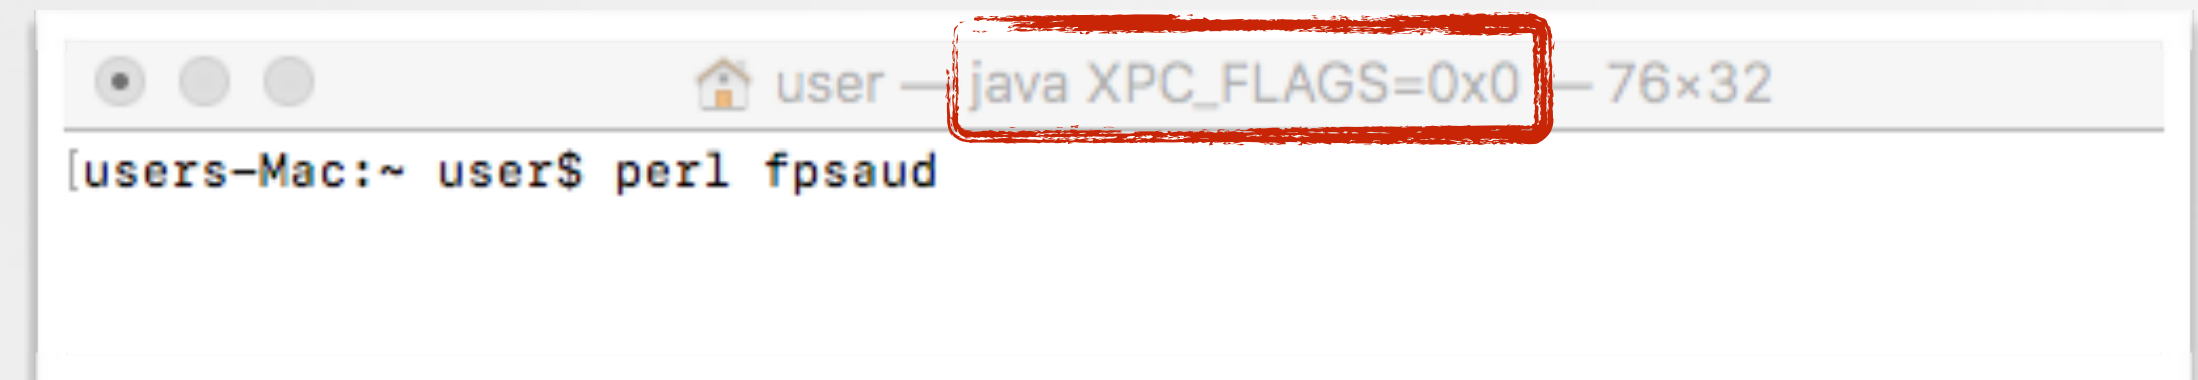 user — java XPC_FLAGS=0x0 — 76×32
[users-Mac:~ user$ perl fpsaud